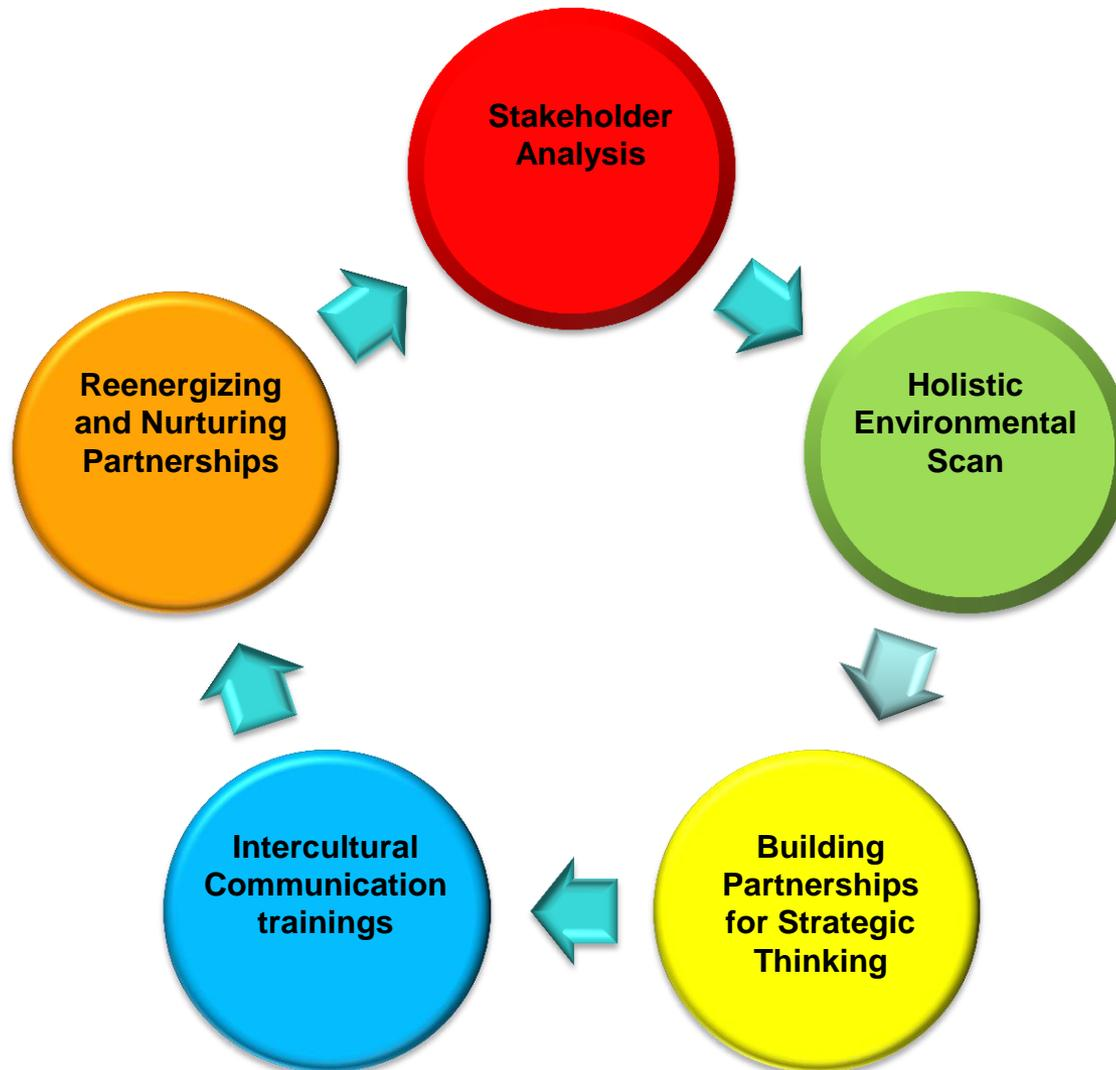 Stakeholder
Analysis
Holistic
Environmental
Scan
Building
Partnerships
for Strategic
Thinking
Intercultural
Communication
trainings
Reenergizing
and Nurturing
Partnerships